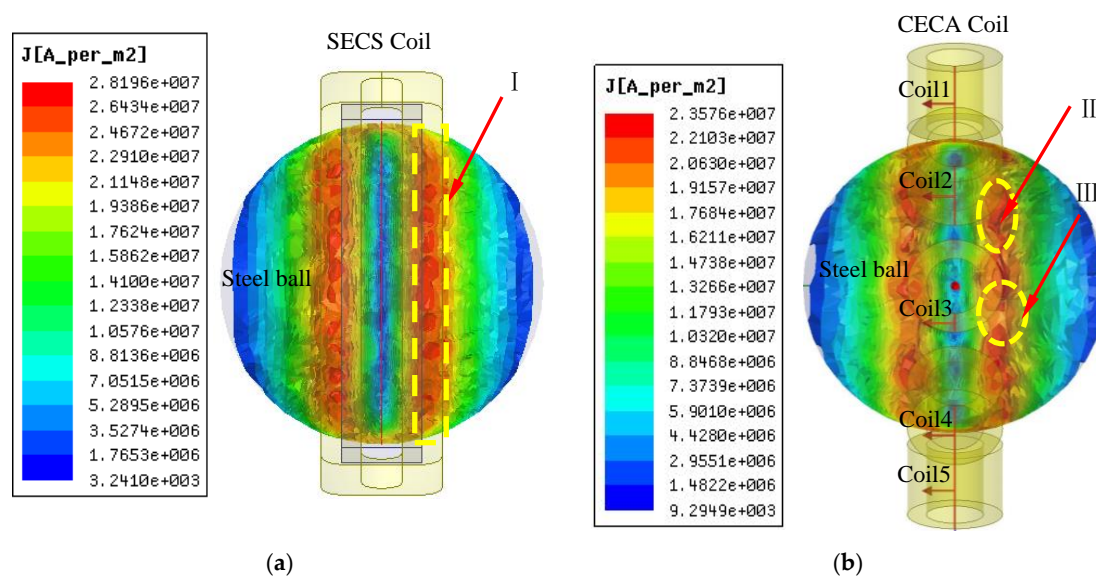 SECS Coil
J[A_per_m2]
2.8196e+007
2.6434e+007
2.4672e+007
2.2910e+007
2.1148e+007
1.9386e+007
1.7624e+007
1.5862e+007
1.4100e+007
1.2338e+007
1.0576e+007
8.8136e+006
7.0515e+006
5.2895e+006
3.5274e+006
1.7653e+006
3.2410e+003
Ⅰ
Steel ball
(a)
CECA Coil
J[A_per_m2]
2.3576e+007
2.2103e+007
2.0630e+007
1.9157e+007
1.7684e+007
1.6211e+007
1.4738e+007
1.3266e+007
1.1793e+007
1.0320e+007
8.8468e+006
7.3739e+006
5.9010e+006
4.4280e+006
2.9551e+006
1.4822e+006
9.2949e+003
Coil1
Ⅱ
Coil2
Ⅲ
Steel ball
Coil3
Coil4
Coil5
(b)